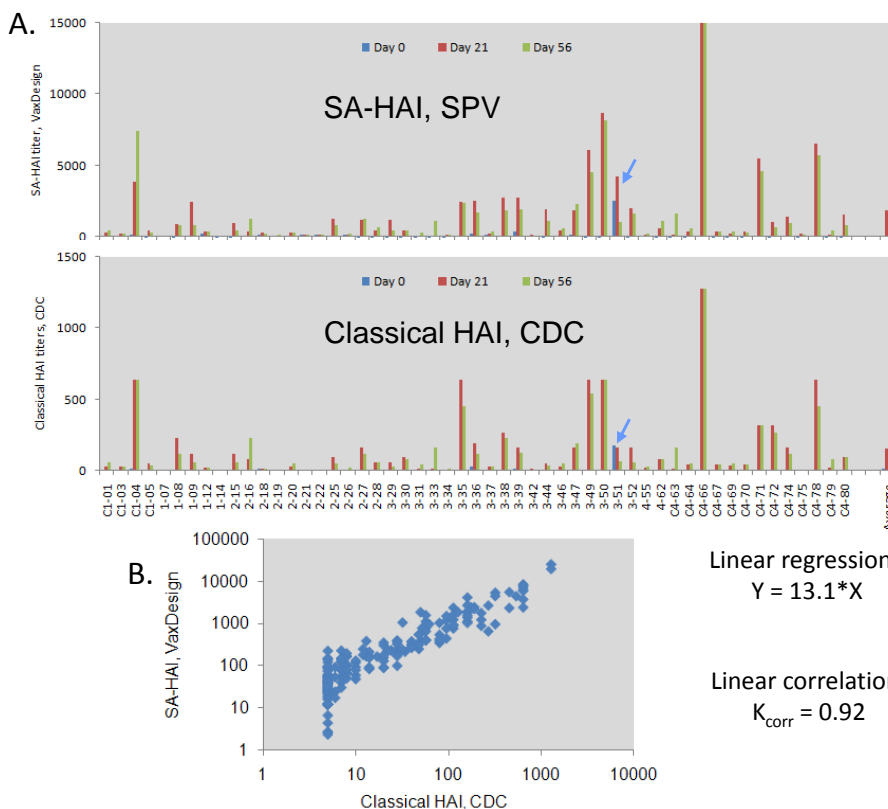 A.
15000
10000
5000
0
SA-HAI titer, VaxDesign
Day 0 Day 21 Day 56
SA-HAI, SPV
1500
1000
500
0
Classical HAI titers, CDC
Day 0 Day 21 Day 56
Classical HAI, CDC
C1-01
C1-03
C1-04
C1-05
1-07
1-08
1-09
1-12
1-14
2-15
2-16
2-18
2-19
2-20
2-21
2-22
2-25
2-26
2-27
2-28
3-29
3-30
3-31
3-33
3-34
3-35
3-36
3-37
3-38
3-39
3-42
3-44
3-46
3-47
3-49
3-50
3-51
3-52
4-55
4-62
C4-63
C4-64
C4-66
C4-67
C4-69
C4-70
C4-71
C4-72
C4-74
C4-75
C4-78
C4-79
C4-80
Average
B.
100000
10000
1000
100
10
1
SA-HAI, VaxDesign
1 10 100 1000 10000
Classical HAI, CDC
Linear regression
Y = 13.1*X
Linear correlation
Kcorr = 0.92